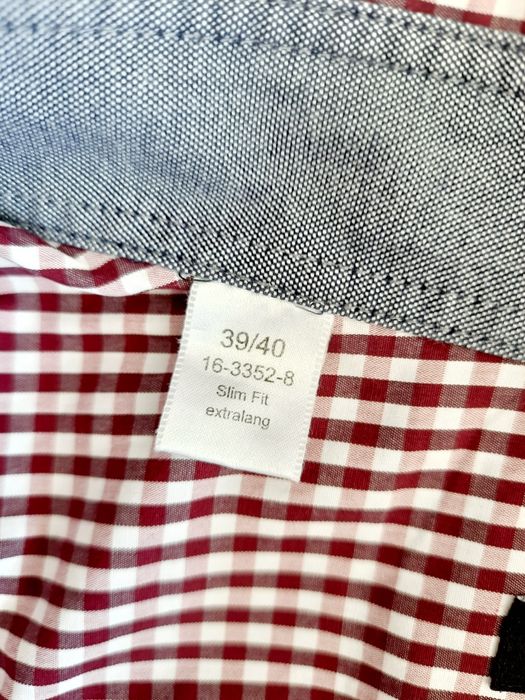 39/40
16-3352-8
Slim Fit
extralang